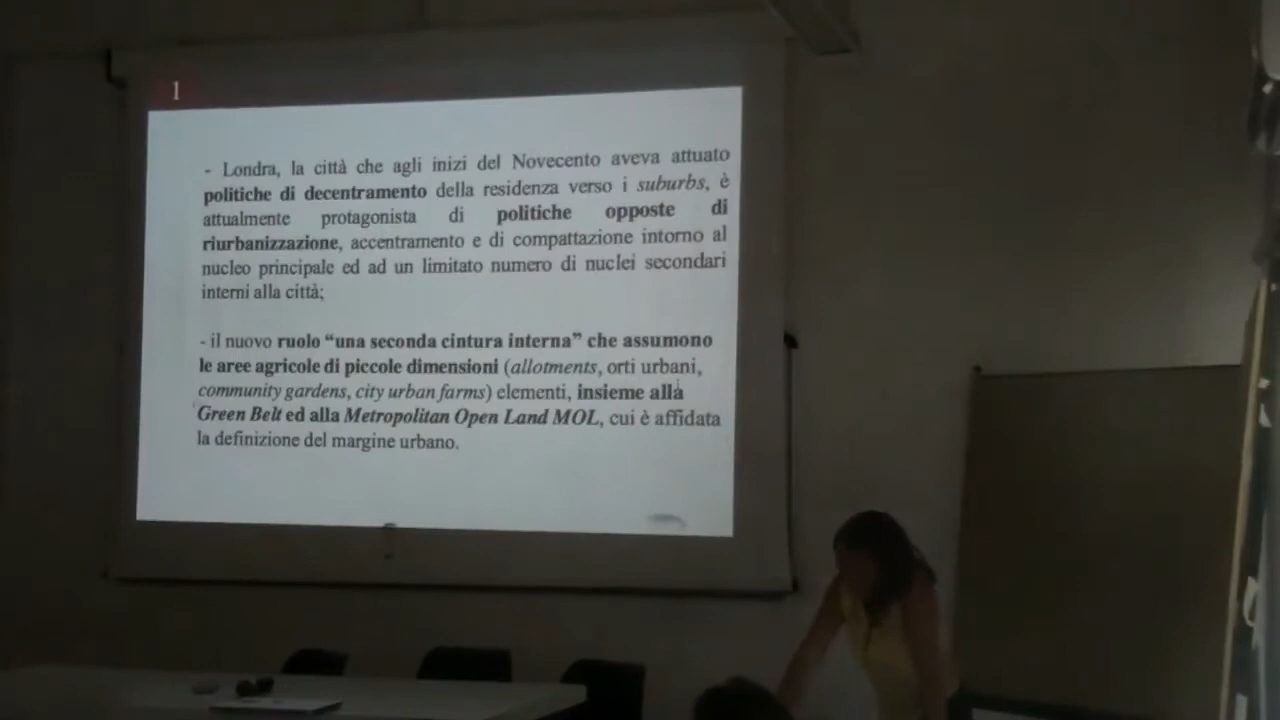 1
- Londra, la città che agli inizi del Novecento aveva attuato
politiche di decentramento della residenza verso i suburbs, è
attualmente protagonista di politiche opposte di
riurbanizzazione, accentramento e di compattazione intorno al
nucleo principale ed ad un limitato numero di nuclei secondari
interni alla città;
- il nuovo ruolo “una seconda cintura interna” che assumono
le aree agricole di piccole dimensioni (allotments, orti urbani,
community gardens, city urban farms) elementi, insieme alla
Green Belt ed alla Metropolitan Open Land MOL, cui è affidata
la definizione del margine urbano.